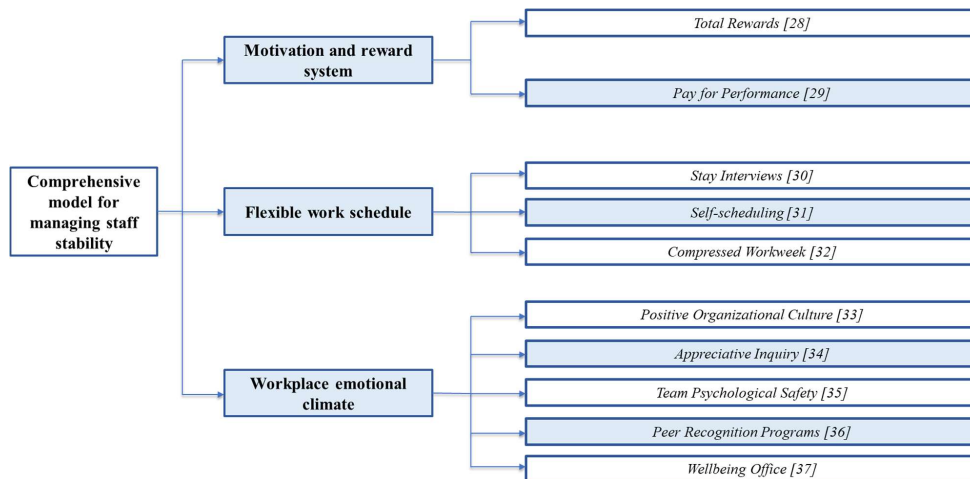 Comprehensive
model for
managing staff
stability
Motivation and reward
system
Total Rewards [28]
Pay for Performance [29]
Flexible work schedule
Stay Interviews [30]
Self-scheduling [31]
Compressed Workweek [32]
Workplace emotional
climate
Positive Organizational Culture [33]
Appreciative Inquiry [34]
Team Psychological Safety [35]
Peer Recognition Programs [36]
Wellbeing Office [37]